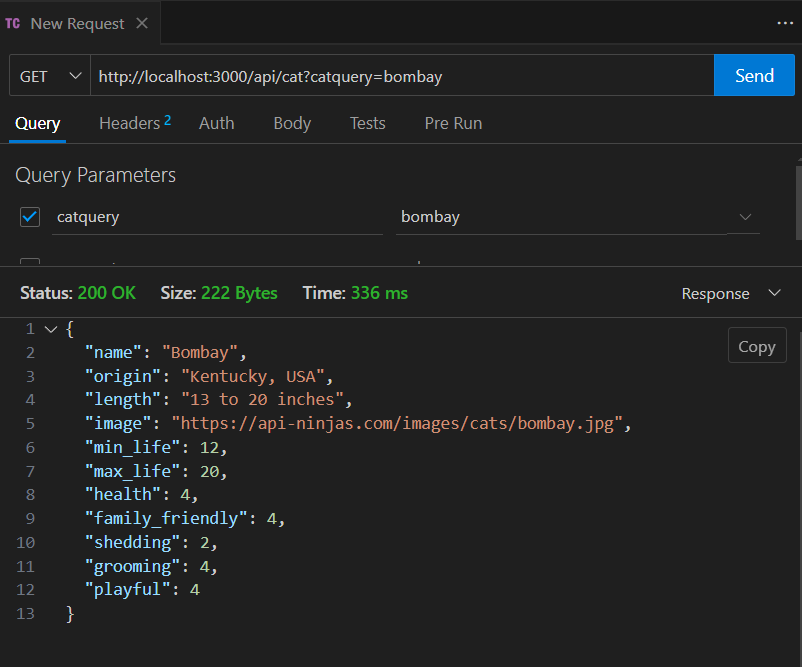 TC New Request
GET http://localhost:3000/api/cat?catquery=bombay Send
Query Headers 2 Auth Body Tests Pre Run
Query Parameters
catquery bombay
Status: 200 OK Size: 222 Bytes Time: 336 ms Response
Copy
1 {
2 "name": "Bombay",
3 "origin": "Kentucky, USA",
4 "length": "13 to 20 inches",
5 "image": "https://api-ninjas.com/images/cats/bombay.jpg",
6 "min_life": 12,
7 "max_life": 20,
8 "health": 4,
9 "family_friendly": 4,
10 "shedding": 2,
11 "grooming": 4,
12 "playful": 4
13 }